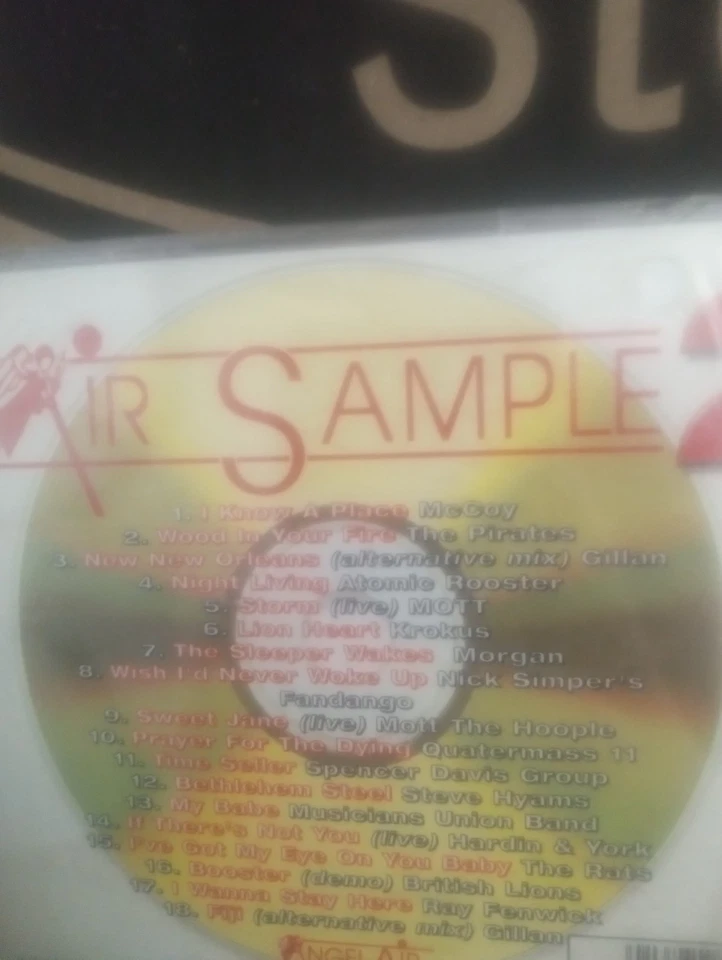 St
AIR SAMPLE 2
1. I Know A Place McCoy
2. Wood In Your Fire The Pirates
3. New New Orleans (alternative mix) Gillan
4. Night Living Atomic Rooster
5. Storm (live) MOTT
6. Lion Heart Krokus
7. The Sleeper Wakes Morgan
8. Wish I'd Never Woke Up Nick Simper's
Fandango
9. Sweet Jane (live) Mott The Hoople
10. Prayer For The Dying Quatermass 11
11. Time Seller Spencer Davis Group
12. Bethlehem Steel Steve Hyams
13. My Babe Musicians Union Band
14. If There's Not You (live) Hardin & York
15. I've Got My Eye On You Baby The Rats
16. Booster (demo) British Lions
17. I Wanna Stay Here Ray Fenwick
18. Fiji (alternative mix) Gillan
ANGEL AIR